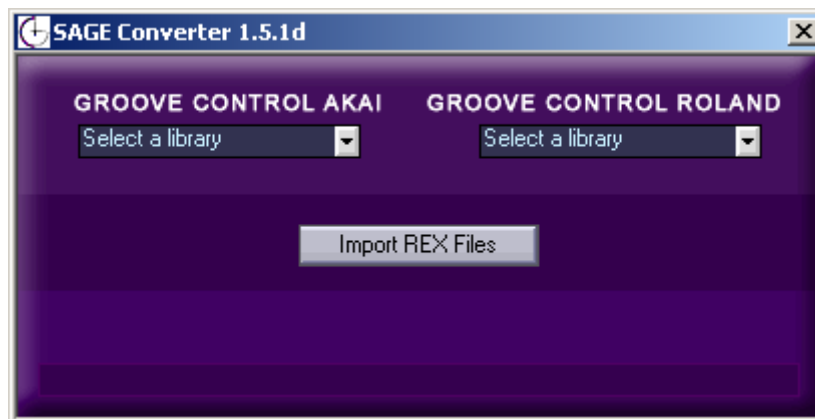 SAGE Converter 1.5.1d
GROOVE CONTROL AKAI GROOVE CONTROL ROLAND
Select a library Select a library
Import REX Files